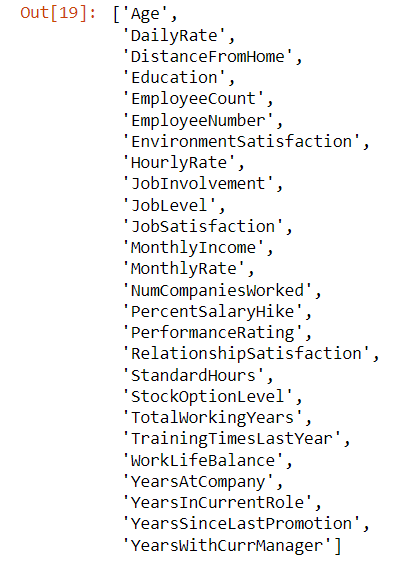 Out[19]: ['Age',
'DailyRate',
'DistanceFromHome',
'Education',
'EmployeeCount',
'EmployeeNumber',
'EnvironmentSatisfaction',
'HourlyRate',
'JobInvolvement',
'JobLevel',
'JobSatisfaction',
'MonthlyIncome',
'MonthlyRate',
'NumCompaniesWorked',
'PercentSalaryHike',
'PerformanceRating',
'RelationshipSatisfaction',
'StandardHours',
'StockOptionLevel',
'TotalWorkingYears',
'TrainingTimesLastYear',
'WorkLifeBalance',
'YearsAtCompany',
'YearsInCurrentRole',
'YearsSinceLastPromotion',
'YearsWithCurrManager']